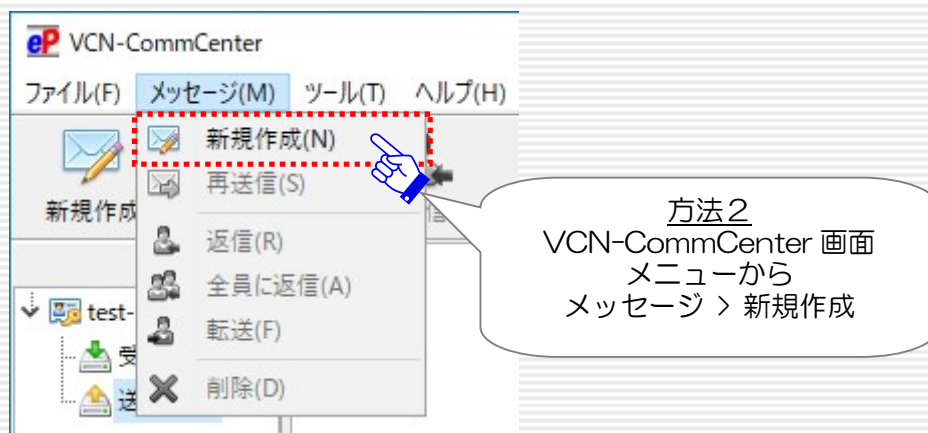 eP VCN-CommCenter
ファイル(F) メッセージ(M) ツール(T) ヘルプ(H)
新規作成(N)
再送信(S)
新規作成
信
返信(R)
全員に返信(A)
test-
転送(F)
受
削除(D)
送
方法2
VCN-CommCenter 画面
メニューから
メッセージ > 新規作成